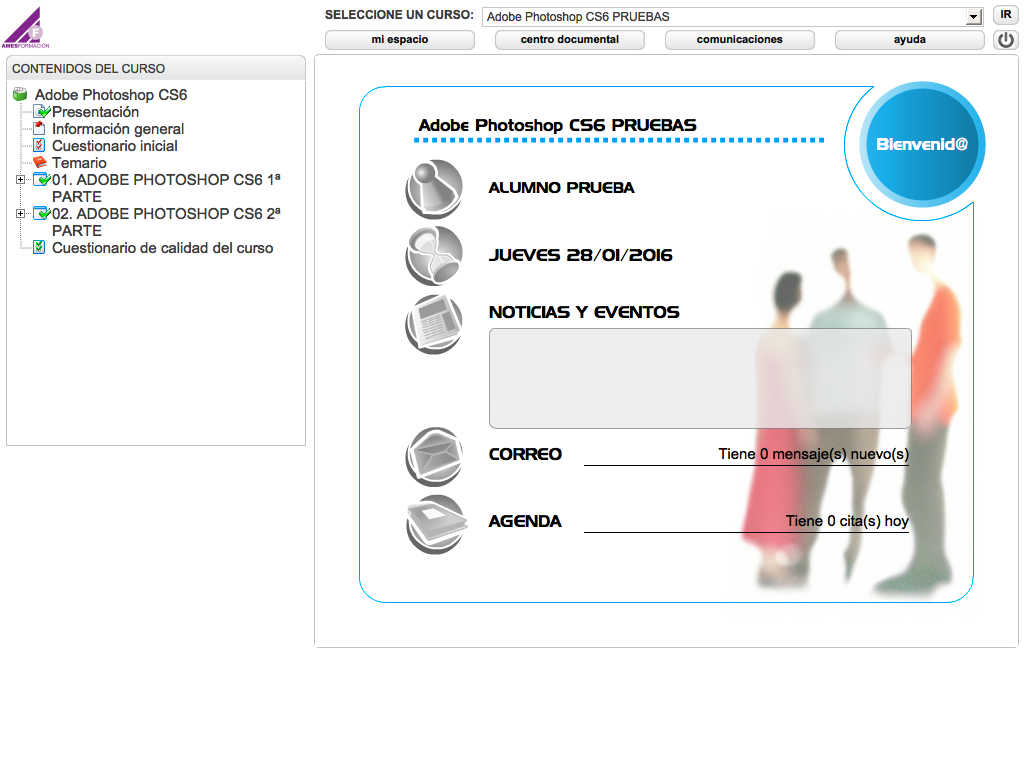 F
AMESFORMACIÓN
SELECCIONE UN CURSO:
Adobe Photoshop CS6 PRUEBAS
IR
mi espacio
centro documental
comunicaciones
ayuda
CONTENIDOS DEL CURSO
Adobe Photoshop CS6
Presentación
Información general
Cuestionario inicial
Temario
01. ADOBE PHOTOSHOP CS6 1ª
PARTE
02. ADOBE PHOTOSHOP CS6 2ª
PARTE
Cuestionario de calidad del curso
Adobe Photoshop CS6 PRUEBAS
Bienvenid@
ALUMNO PRUEBA
JUEVES 28/01/2016
NOTICIAS Y EVENTOS
CORREO
Tiene 0 mensaje(s) nuevo(s)
AGENDA
Tiene 0 cita(s) hoy